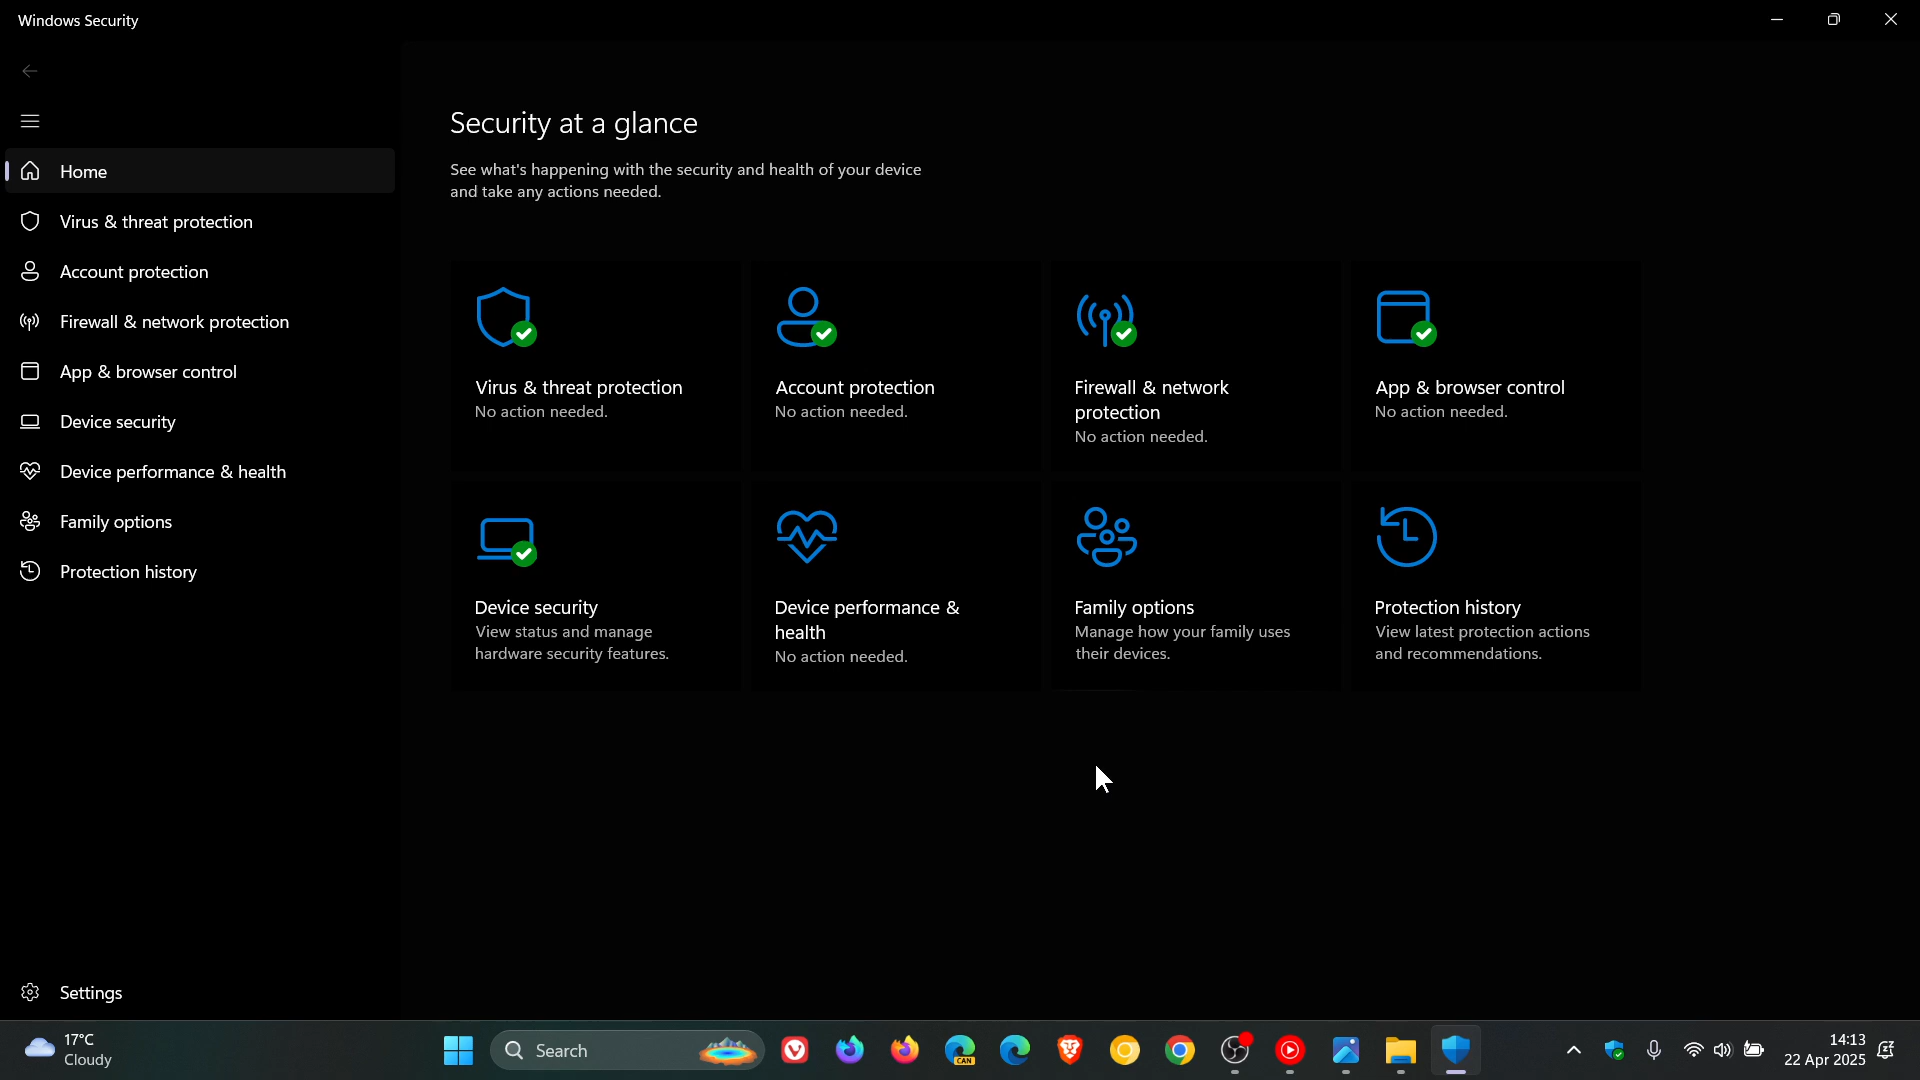 Windows Security
Home
Virus & threat protection
Account protection
Firewall & network protection
App & browser control
Device security
Device performance & health
Family options
Protection history
Settings
Security at a glance
See what's happening with the security and health of your device
and take any actions needed.
Virus & threat protection
No action needed.
Account protection
No action needed.
Firewall & network
protection
No action needed.
App & browser control
No action needed.
Device security
View status and manage
hardware security features.
Device performance &
health
No action needed.
Family options
Manage how your family uses
their devices.
Protection history
View latest protection actions
and recommendations.
17°C
Cloudy
Search
CAN
14:13
22 Apr 2025